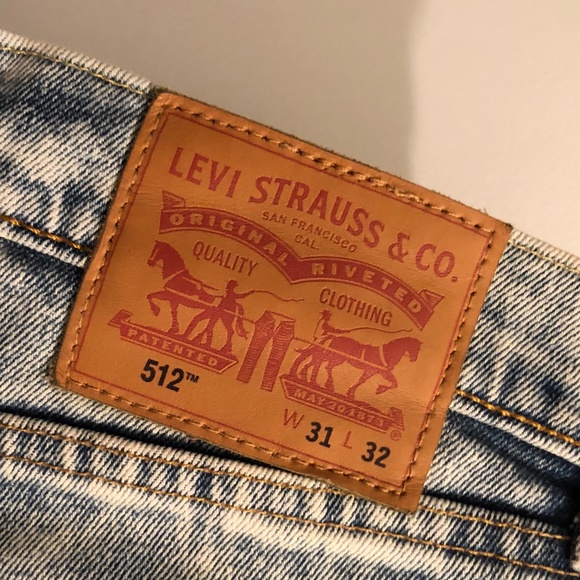 LEVI STRAUSS & CO.
SAN FRANCISCO
CAL.
ORIGINAL RIVETED
QUALITY CLOTHING
PATENTED
MAY 20 1873
®
512™
W 31 L 32